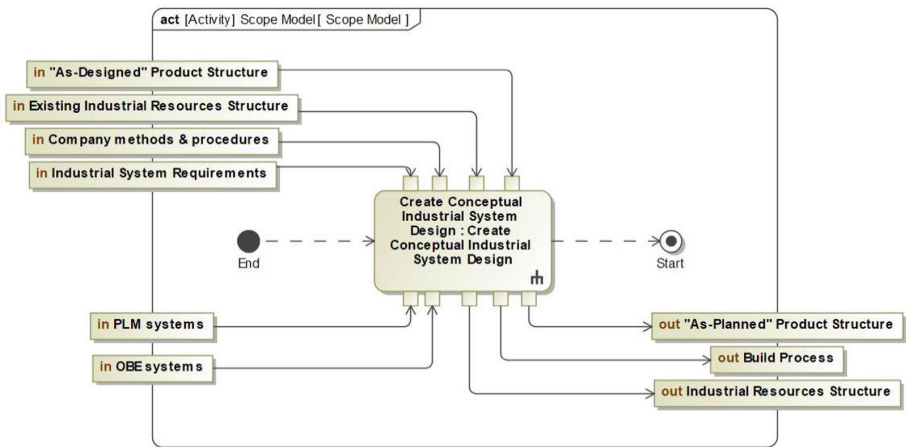 act [Activity] Scope Model[ Scope Model ]
in "As-Designed" Product Structure
in Existing Industrial Resources Structure
in Company methods & procedures
in Industrial System Requirements
Create Conceptual
Industrial System
Design : Create
Conceptual Industrial
System Design
End
Start
in PLM systems
in OBE systems
out "As-Planned" Product Structure
out Build Process
out Industrial Resources Structure